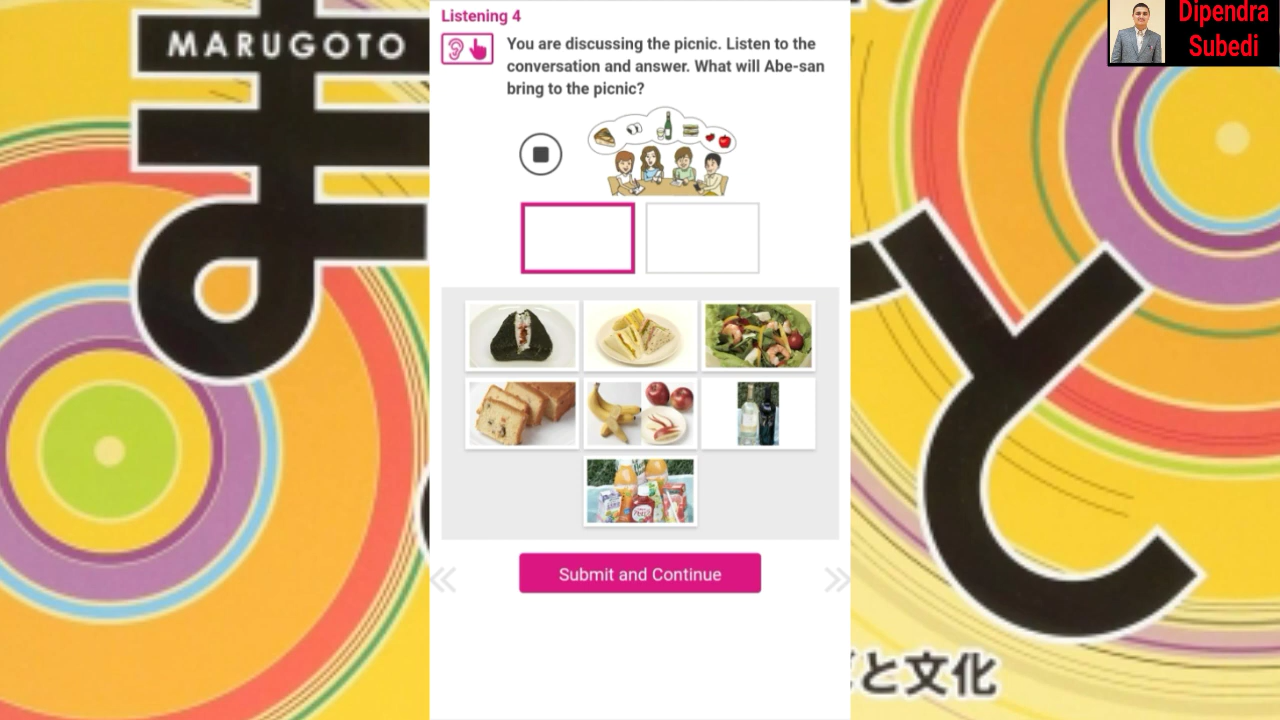 MARUGOTO
Listening 4
You are discussing the picnic. Listen to the
conversation and answer. What will Abe-san
bring to the picnic?
Submit and Continue
Dipendra
Subedi
と文化